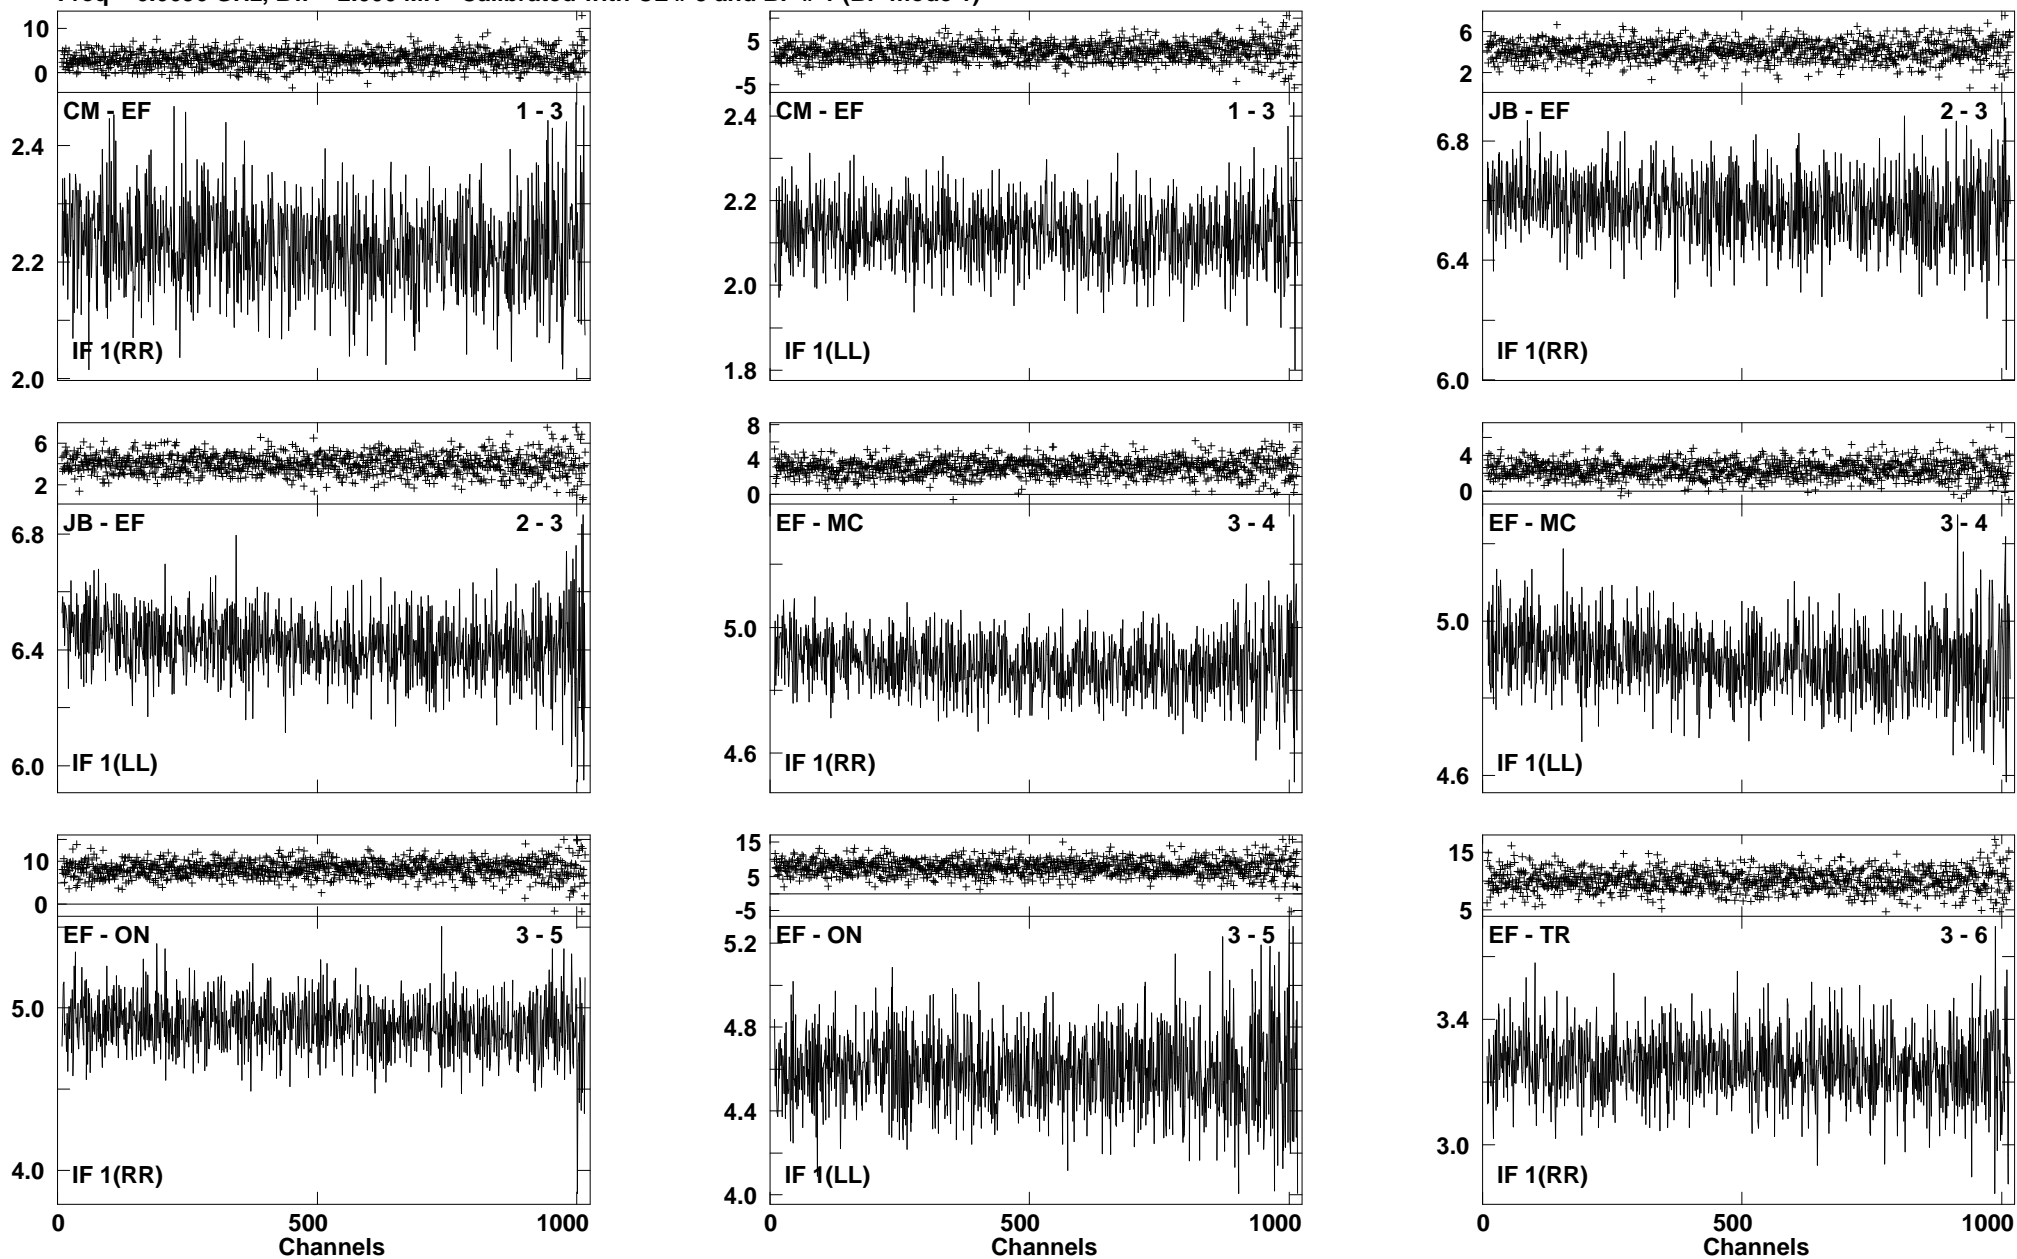 10
0
CM - EF 1 - 3
2.4
2.2
2.0
IF 1(RR)
5
-5
CM - EF 1 - 3
2.4
2.2
2.0
1.8
IF 1(LL)
6
2
JB - EF 2 - 3
6.8
6.4
6.0
IF 1(RR)
6
2
JB - EF 2 - 3
6.8
6.4
6.0
IF 1(LL)
8
4
0
EF - MC 3 - 4
5.0
4.6
IF 1(RR)
4
0
EF - MC 3 - 4
5.0
4.6
IF 1(LL)
10
0
EF - ON 3 - 5
5.0
4.0
IF 1(RR)
0 500 1000
Channels
15
5
-5
EF - ON 3 - 5
5.2
4.8
4.4
4.0
IF 1(LL)
0 500 1000
Channels
15
5
EF - TR 3 - 6
3.4
3.0
IF 1(RR)
0 500 1000
Channels